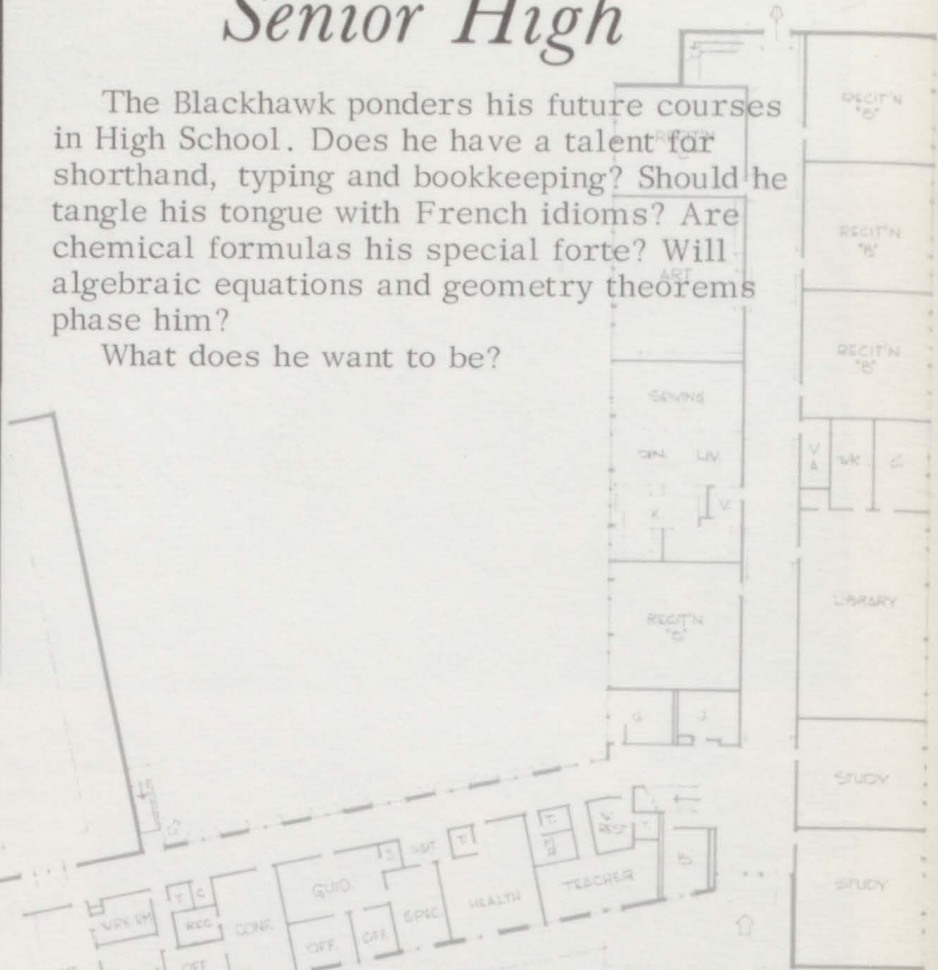 Senior High
The Blackhawk ponders his future courses
in High School. Does he have a talent for
shorthand, typing and bookkeeping? Should he
tangle his tongue with French idioms? Are
chemical formulas his special forte? Will
algebraic equations and geometry theorems
phase him?
What does he want to be?
RECIT'N
"B"
RECIT'N
RECIT'N
"B"
ART
RECIT'N
"B"
SEWING
DIN. LIV.
V
A
WK
K
V.
LIBRARY
RECIT'N
"B"
G
J
STUDY
STUDY
GUID.
HEALTH
TEACHER
B
WRK RM
T
C
REC
CONF.
SPEC.
OFF.
OFF.
OFF